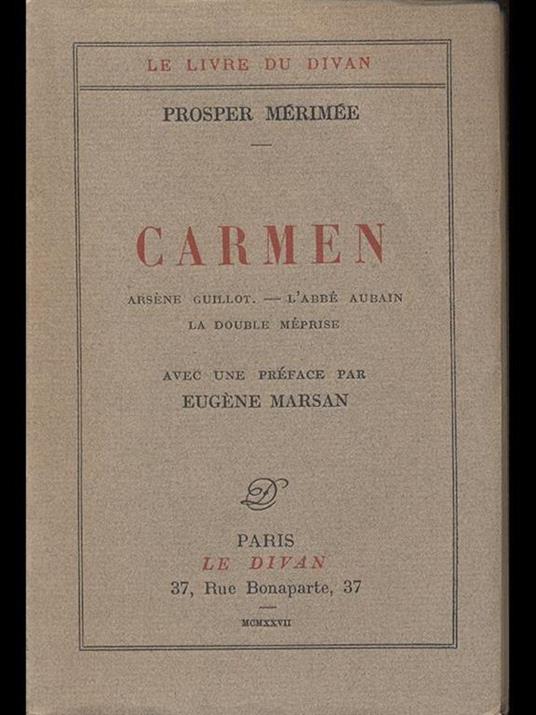 LE LIVRE DU DIVAN
PROSPER MÉRIMÉE
CARMEN
ARSÈNE GUILLOT. — L'ABBÉ AUBAIN
LA DOUBLE MÉPRISE
AVEC UNE PRÉFACE PAR
EUGÈNE MARSAN
D
PARIS
LE DIVAN
37, Rue Bonaparte, 37
MCMXXVII